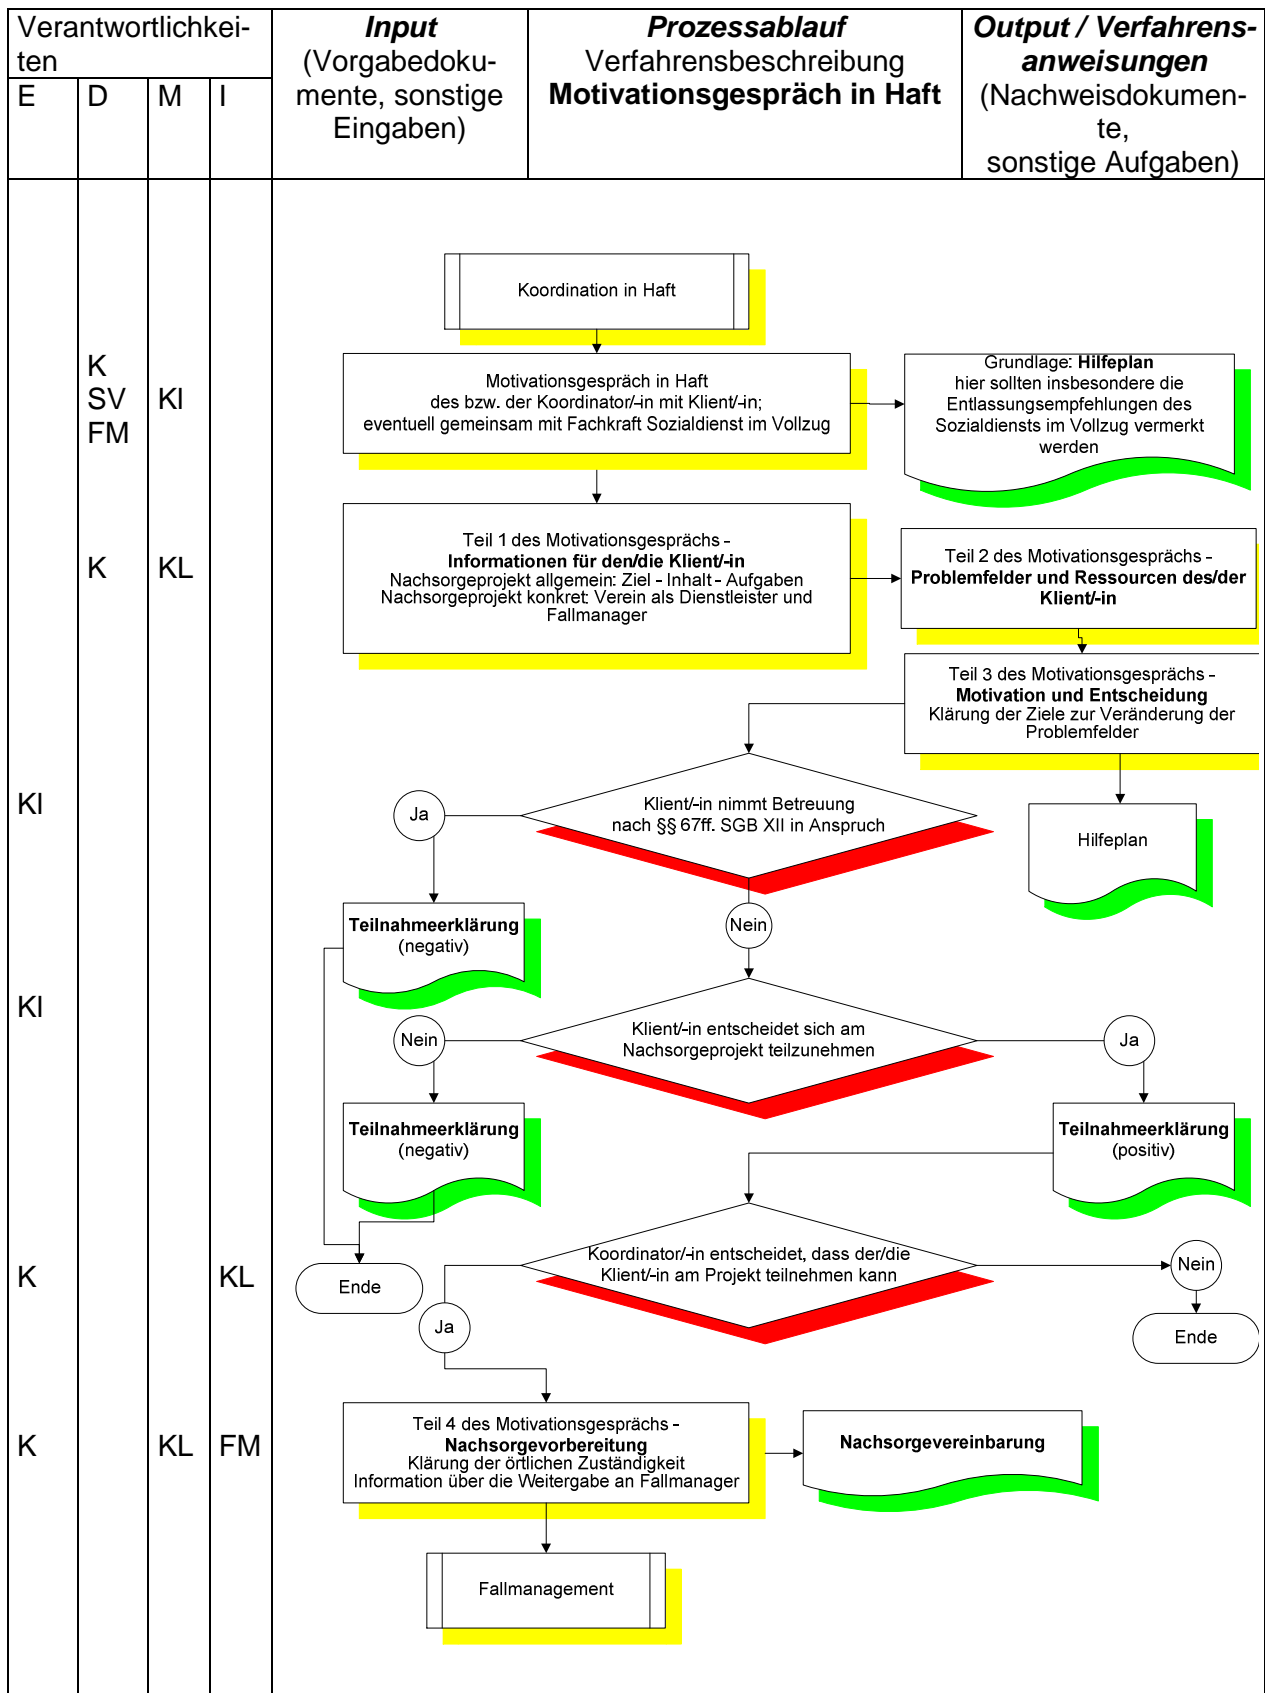 Verantwortlichkei-
ten
E
D
M
I
Input
(Vorgabedoku-
mente, sonstige
Eingaben)
Prozessablauf
Verfahrensbeschreibung
Motivationsgespräch in Haft
Output / Verfahrens-
anweisungen
(Nachweisdokumen-
te,
sonstige Aufgaben)
Koordination in Haft
K
SV
FM
Kl
Motivationsgespräch in Haft
des bzw. der Koordinator/-in mit Klient/-in;
eventuell gemeinsam mit Fachkraft Sozialdienst im Vollzug
Grundlage: Hilfeplan
hier sollten insbesondere die
Entlassungsempfehlungen des
Sozialdiensts im Vollzug vermerkt
werden
K
KL
Teil 1 des Motivationsgesprächs -
Informationen für den/die Klient/-in
Nachsorgeprojekt allgemein: Ziel - Inhalt - Aufgaben
Nachsorgeprojekt konkret: Verein als Dienstleister und
Fallmanager
Teil 2 des Motivationsgesprächs -
Problemfelder und Ressourcen des/der
Klient/-in
Teil 3 des Motivationsgesprächs -
Motivation und Entscheidung
Klärung der Ziele zur Veränderung der
Problemfelder
Kl
Ja
Klient/-in nimmt Betreuung
nach §§ 67ff. SGB XII in Anspruch
Hilfeplan
Teilnahmeerklärung
(negativ)
Nein
Kl
Nein
Klient/-in entscheidet sich am
Nachsorgeprojekt teilzunehmen
Ja
Teilnahmeerklärung
(negativ)
Teilnahmeerklärung
(positiv)
K
KL
Ende
Koordinator/-in entscheidet, dass der/die
Klient/-in am Projekt teilnehmen kann
Nein
Ja
Ende
K
KL
FM
Teil 4 des Motivationsgesprächs -
Nachsorgevorbereitung
Klärung der örtlichen Zuständigkeit
Information über die Weitergabe an Fallmanager
Nachsorgevereinbarung
Fallmanagement